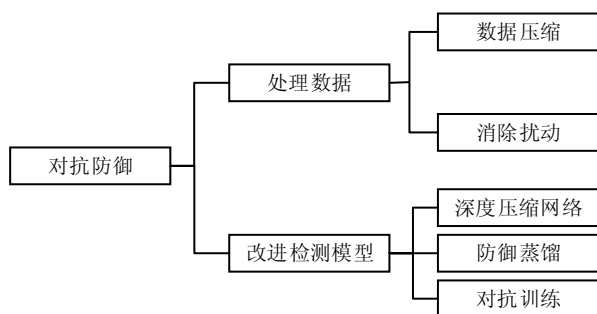 对抗防御
处理数据
数据压缩
消除扰动
改进检测模型
深度压缩网络
防御蒸馏
对抗训练